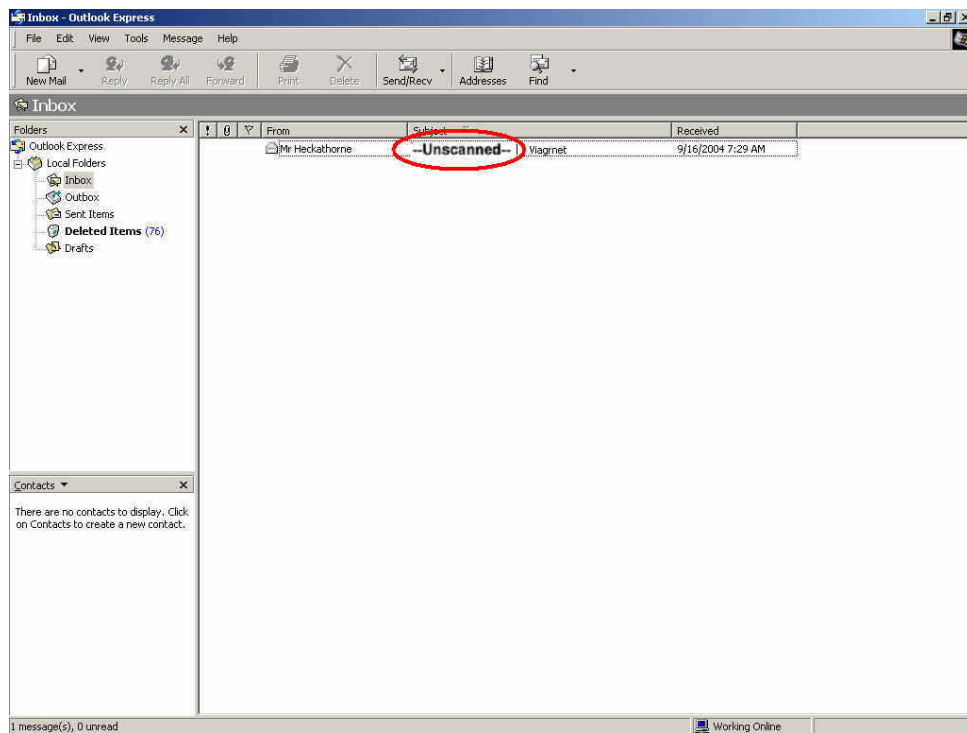 Inbox - Outlook Express
File Edit View Tools Message Help
New Mail Reply Reply All Forward Print Delete Send/Recv Addresses Find
Inbox
Folders ! From Subject Received
Outlook Express Mr Heckathorne --Unscanned-- Viagrnet 9/16/2004 7:29 AM
Local Folders
Inbox
Outbox
Sent Items
Deleted Items (76)
Drafts
Contacts
There are no contacts to display. Click
on Contacts to create a new contact.
1 message(s), 0 unread Working Online